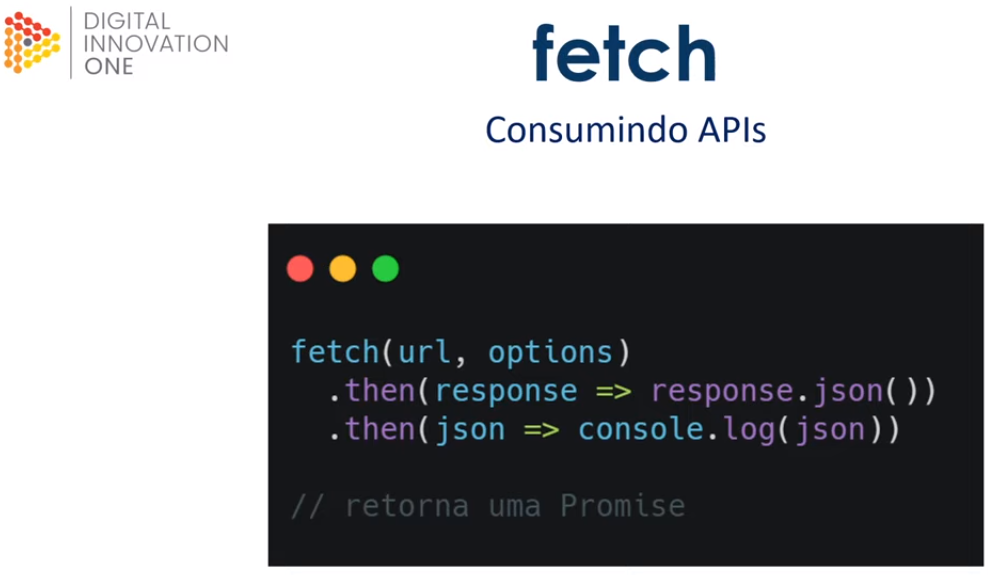 DIGITAL
INNOVATION
ONE
fetch
Consumindo APIs
fetch(url, options)
.then(response => response.json())
.then(json => console.log(json))
// retorna uma Promise